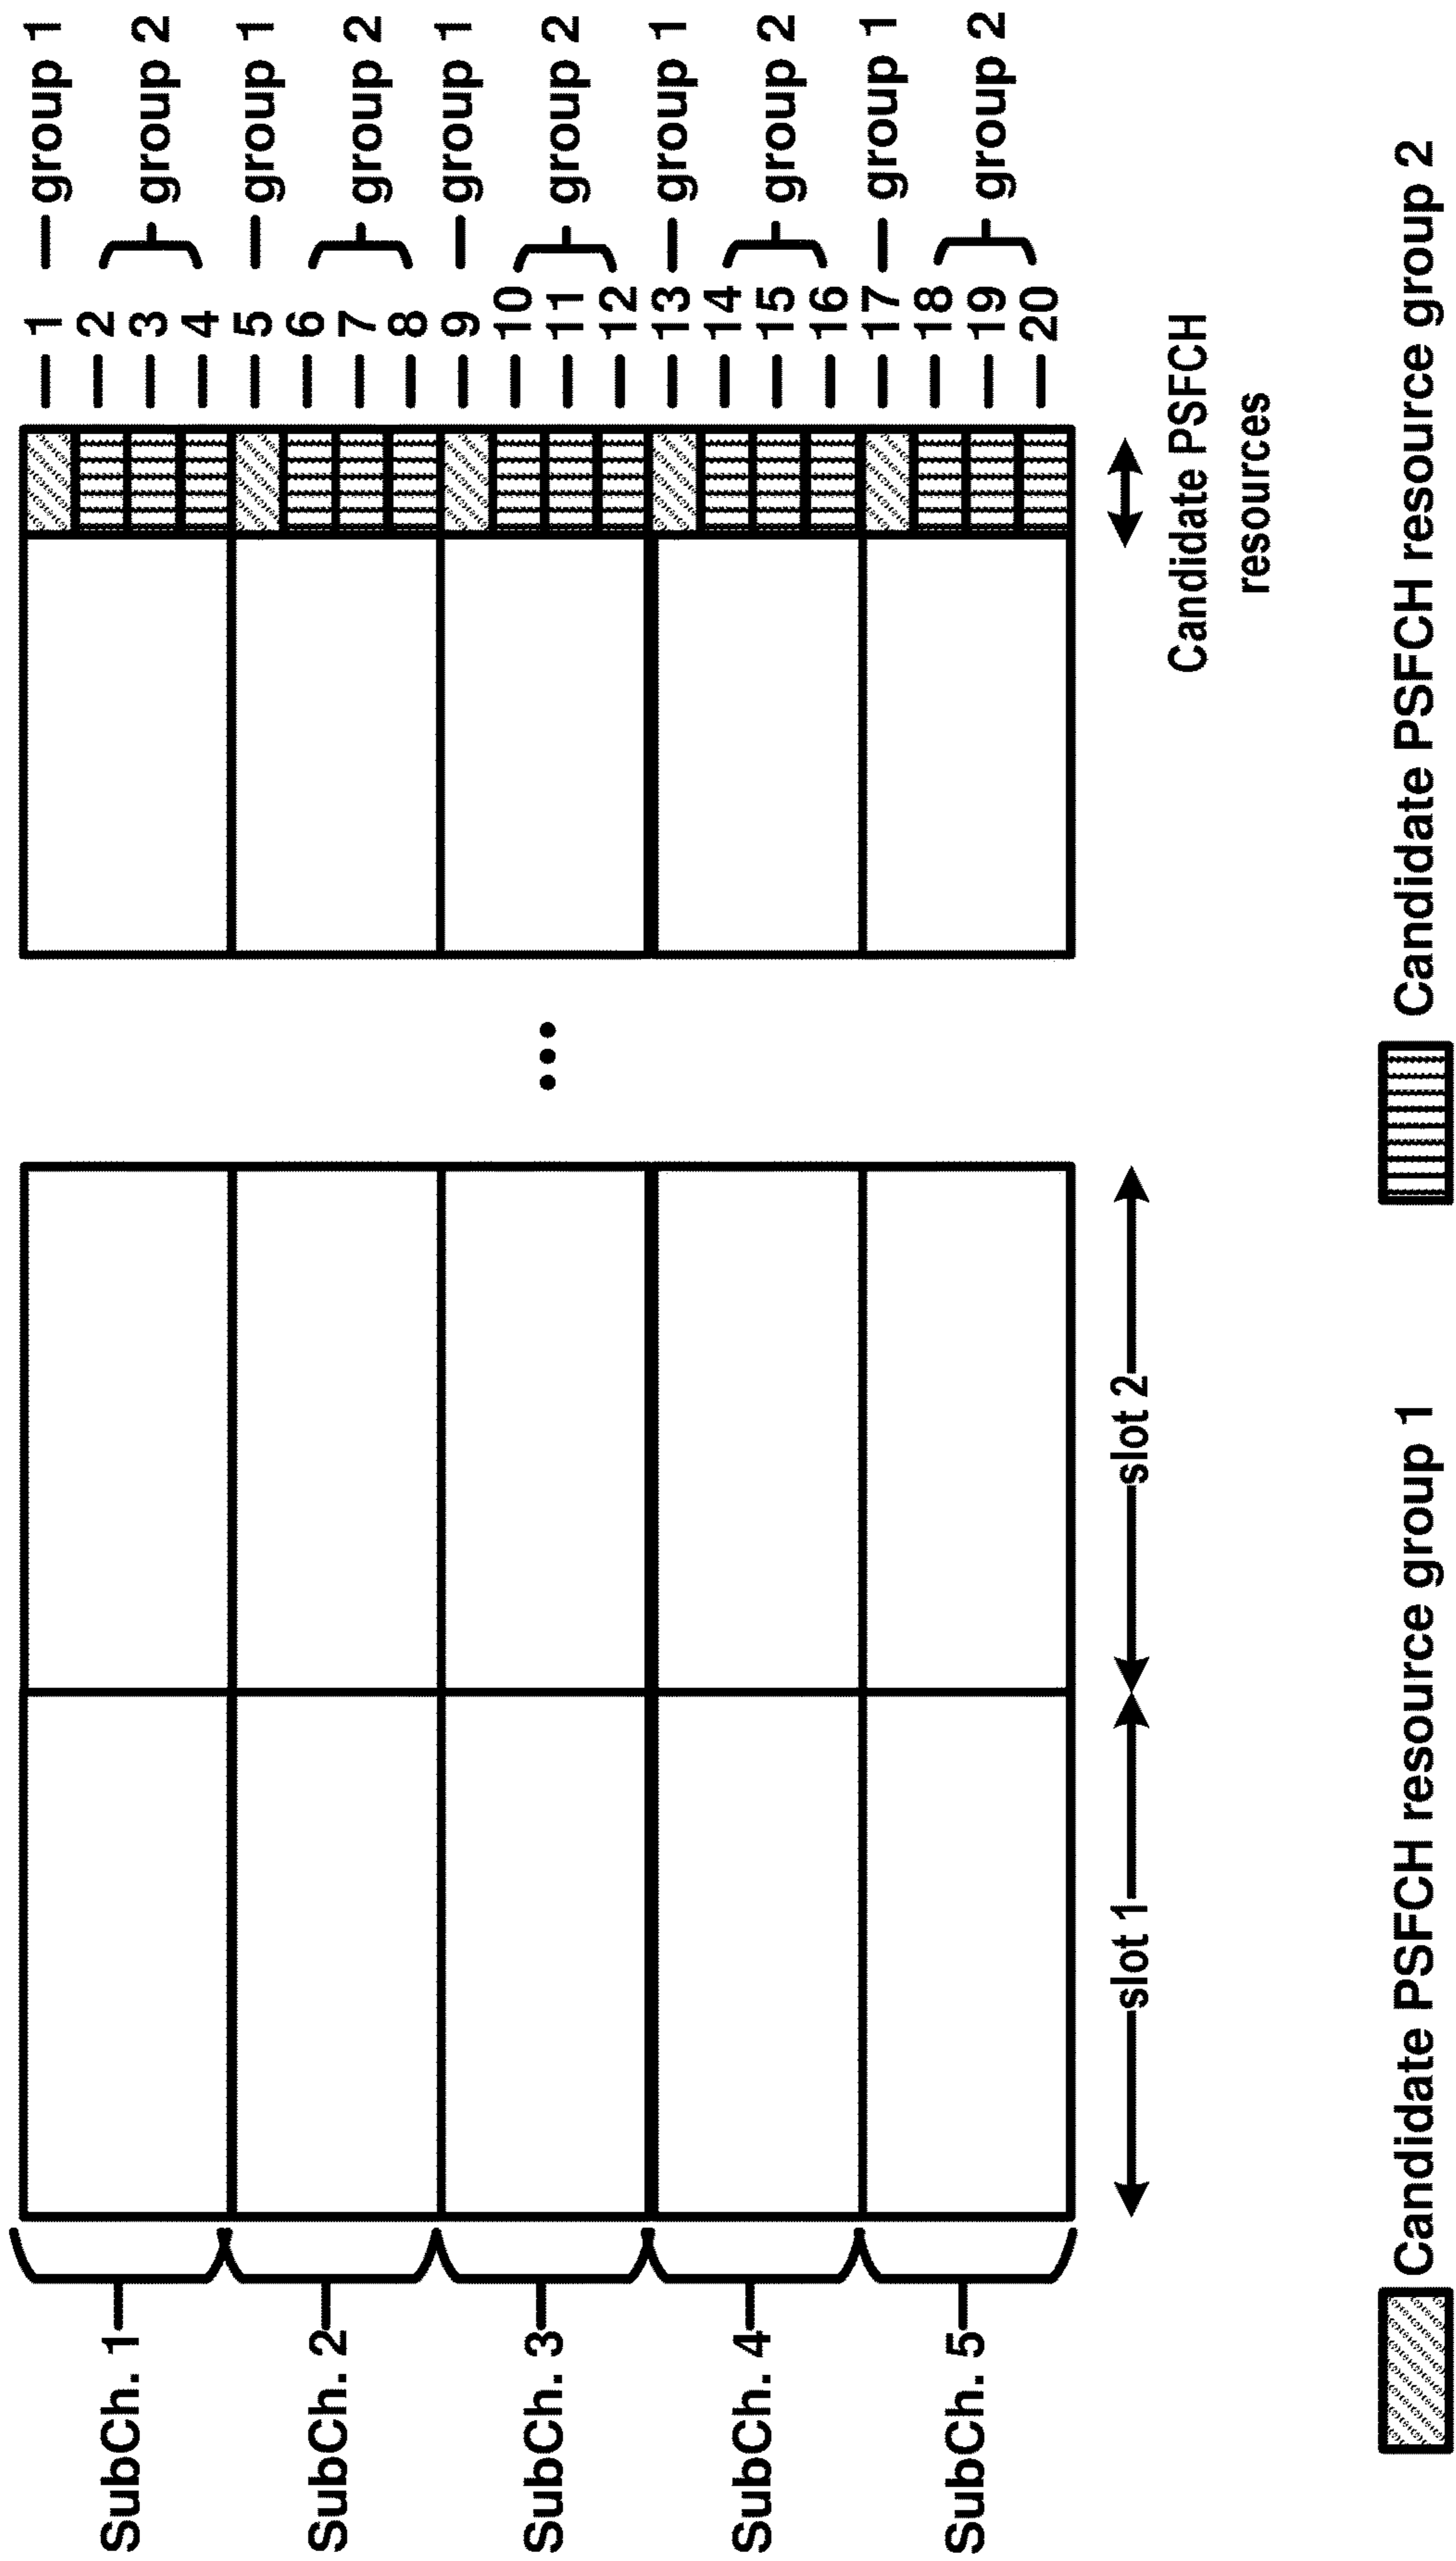 SubCh. 1
SubCh. 2
SubCh. 3
SubCh. 4
SubCh. 5
1
2
3
4
5
6
7
8
9
10
11
12
13
14
15
16
17
18
19
20
group 1
group 2
group 1
group 2
group 1
group 2
group 1
group 2
group 1
group 2
slot 1
slot 2
...
Candidate PSFCH
resources
Candidate PSFCH resource group 1
Candidate PSFCH resource group 2